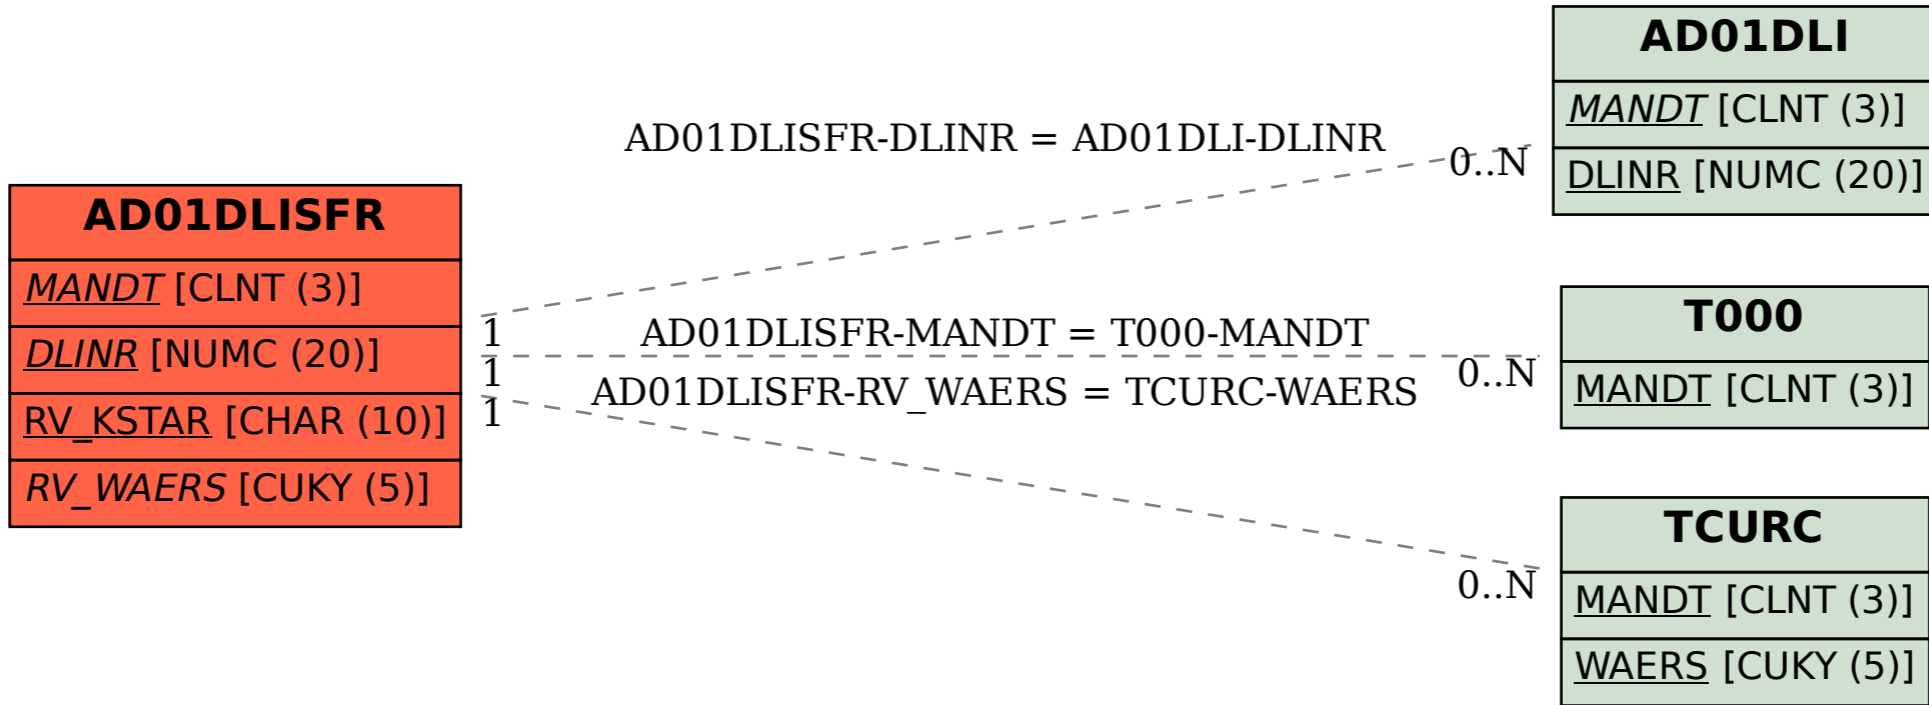 AD01DLISFR
MANDT [CLNT (3)]
DLINR [NUMC (20)]
RV_KSTAR [CHAR (10)]
RV_WAERS [CUKY (5)]
AD01DLISFR-DLINR = AD01DLI-DLINR
0..N
1
AD01DLISFR-MANDT = T000-MANDT
0..N
1
AD01DLISFR-RV_WAERS = TCURC-WAERS
0..N
1
AD01DLI
MANDT [CLNT (3)]
DLINR [NUMC (20)]
T000
MANDT [CLNT (3)]
TCURC
MANDT [CLNT (3)]
WAERS [CUKY (5)]